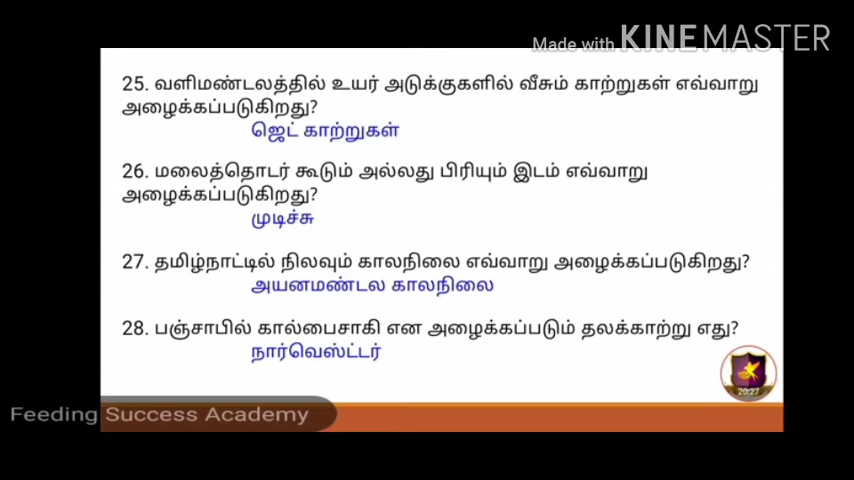 Made with KINEMASTER
25. வளிமண்டலத்தில் உயர் அடுக்குகளில் வீசும் காற்றுகள் எவ்வாறு
அழைக்கப்படுகிறது?
ஜெட் காற்றுகள்
26. மலைத்தொடர் கூடும் அல்லது பிரியும் இடம் எவ்வாறு
அழைக்கப்படுகிறது?
முடிச்சு
27. தமிழ்நாட்டில் நிலவும் காலநிலை எவ்வாறு அழைக்கப்படுகிறது?
அயனமண்டல காலநிலை
28. பஞ்சாபில் கால்பைசாகி என அழைக்கப்படும் தலக்காற்று எது?
நார்வெஸ்ட்டர்
20:27
Feeding Success Academy